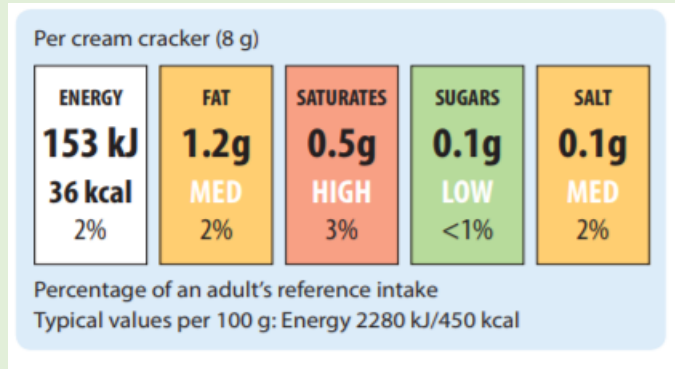 Per cream cracker (8 g)
ENERGY
153 kJ
36 kcal
2%
FAT
1.2g
MED
2%
SATURATES
0.5g
HIGH
3%
SUGARS
0.1g
LOW
<1%
SALT
0.1g
MED
2%
Percentage of an adult’s reference intake
Typical values per 100 g: Energy 2280 kJ/450 kcal